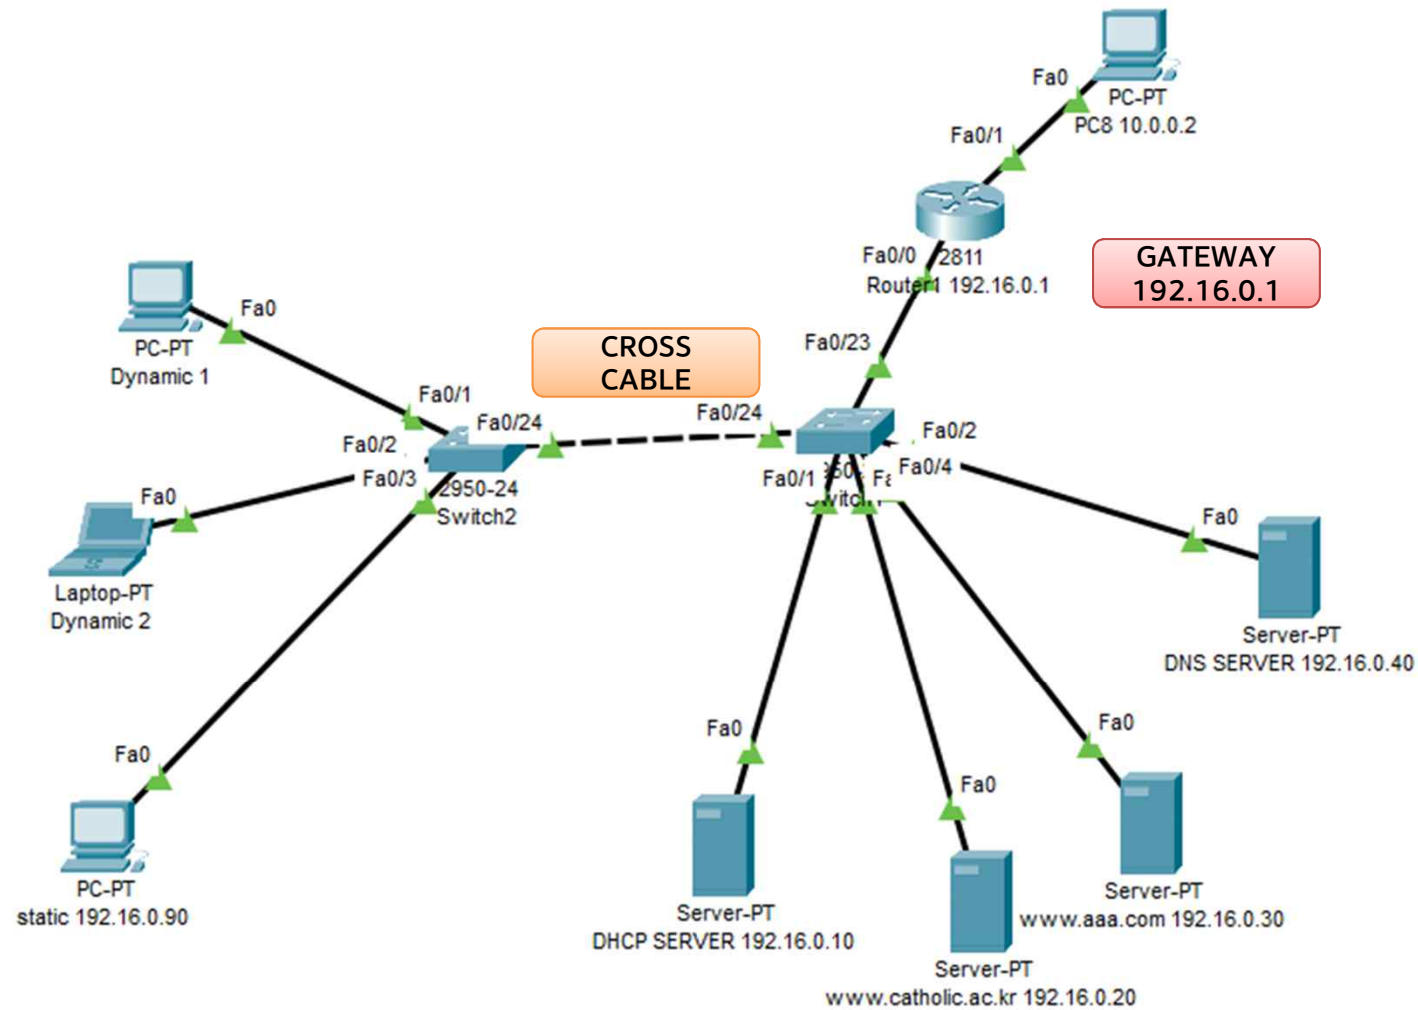 Fa0
PC-PT
PC8 10.0.0.2
Fa0/1
Fa0/0
2811
Router1 192.16.0.1
GATEWAY
192.16.0.1
Fa0/23
CROSS
CABLE
Fa0
PC-PT
Dynamic 1
Fa0/1
Fa0/2
Fa0/24
Fa0/3
2950-24
Switch2
Fa0/24
Fa0/2
Fa0/4
Fa0/1
Fa0
Laptop-PT
Dynamic 2
Fa0
Server-PT
DNS SERVER 192.16.0.40
Fa0
PC-PT
static 192.16.0.90
Fa0
Server-PT
DHCP SERVER 192.16.0.10
Fa0
Server-PT
www.catholic.ac.kr 192.16.0.20
Fa0
Server-PT
www.aaa.com 192.16.0.30